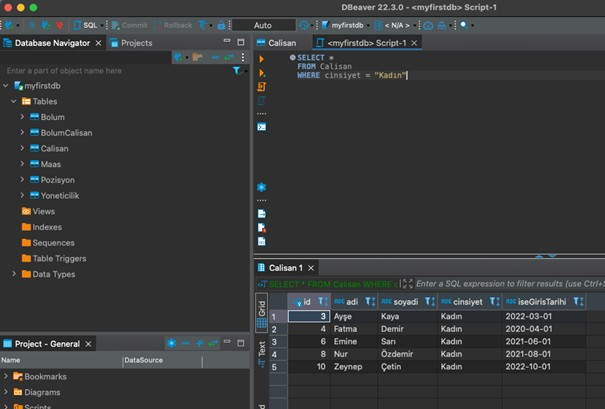 DBeaver 22.3.0 - <myfirstdb> Script-1
SQL Commit Rollback Auto myfirstdb < N/A >
Database Navigator Projects
Calisan <myfirstdb> Script-1
Enter a part of object name here
SELECT *
FROM Calisan
WHERE cinsiyet = "Kadın"
myfirstdb
Tables
Bolum
BolumCalisan
Calisan
Maas
Pozisyon
Yoneticilik
Views
Indexes
Sequences
Table Triggers
Data Types
Calisan 1
SELECT * FROM Calisan WHERE Enter a SQL expression to filter results (use Ctrl+S
Grid
Text
id adi soyadi cinsiyet iseGirisTarihi
1 3 Ayşe Kaya Kadın 2022-03-01
2 4 Fatma Demir Kadın 2020-04-01
3 6 Emine Sarı Kadın 2021-06-01
4 8 Nur Özdemir Kadın 2021-08-01
5 10 Zeynep Çetin Kadın 2022-10-01
Project - General
Name DataSource
Bookmarks
Diagrams
Scripts